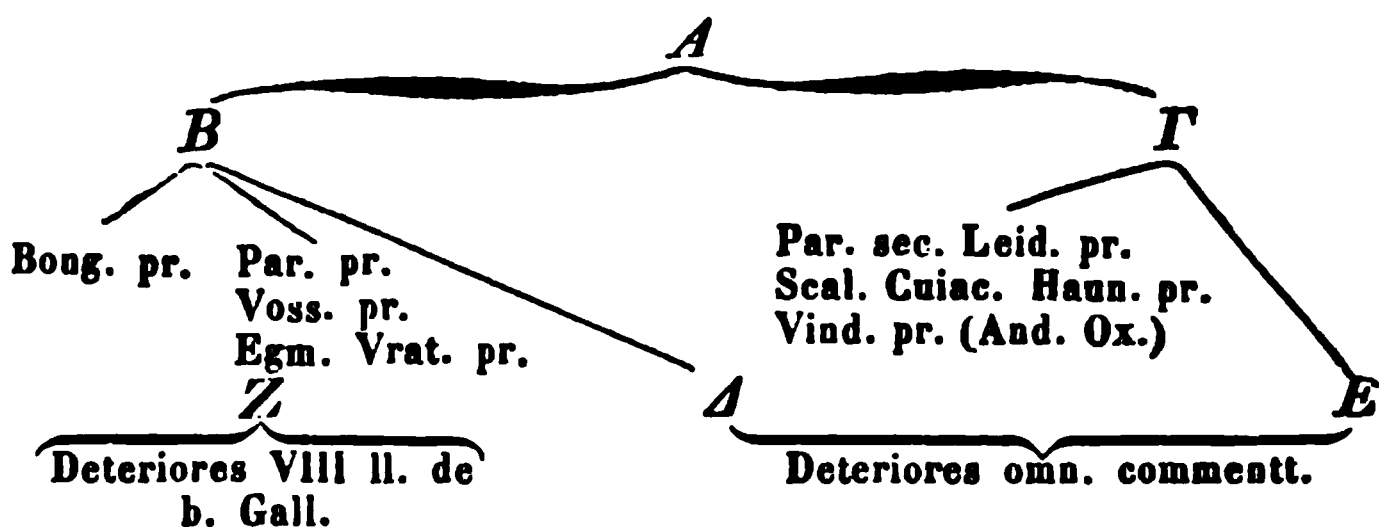 A
B Γ
Bong. pr. Par. pr.
Voss. pr.
Egm. Vrat. pr.
Par. sec. Leid. pr.
Scal. Cuiac. Haun. pr.
Vind. pr. (And. Ox.)
Z Δ E
Deteriores VIII ll. de
b. Gall.
Deteriores omn. commentt.